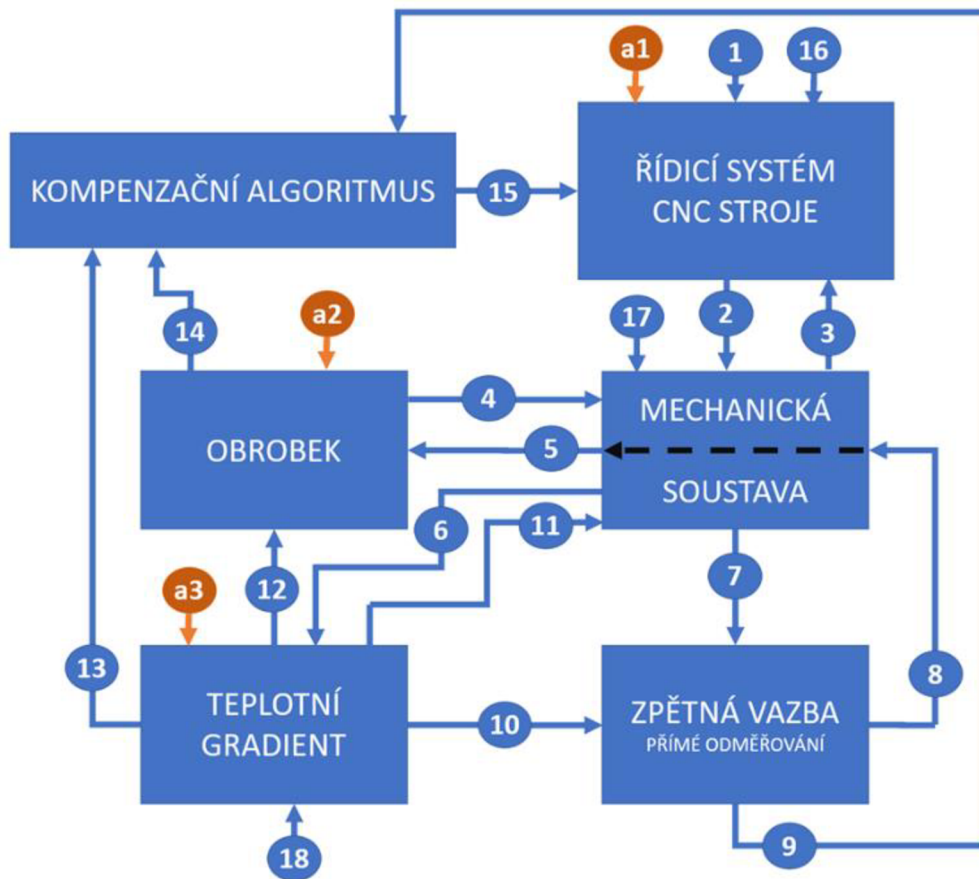 a1
1
16
KOMPENZAČNÍ ALGORITMUS
15
ŘÍDICÍ SYSTÉM
CNC STROJE
14
a2
17
2
3
OBROBEK
4
5
MECHANICKÁ
SOUSTAVA
6
11
7
a3
12
13
8
TEPLOTNÍ
GRADIENT
10
ZPĚTNÁ VAZBA
PŘÍMÉ ODMĚŘOVÁNÍ
18
9